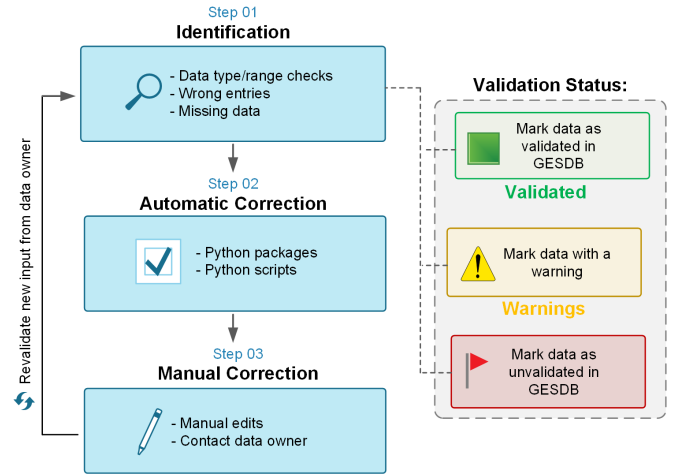 Step 01
Identification
- Data type/range checks
- Wrong entries
- Missing data
Step 02
Automatic Correction
- Python packages
- Python scripts
Step 03
Manual Correction
- Manual edits
- Contact data owner
Revalidate new input from data owner
Validation Status:
Mark data as
validated in
GESDB
Validated
Mark data with a
warning
Warnings
Mark data as
unvalidated in
GESDB